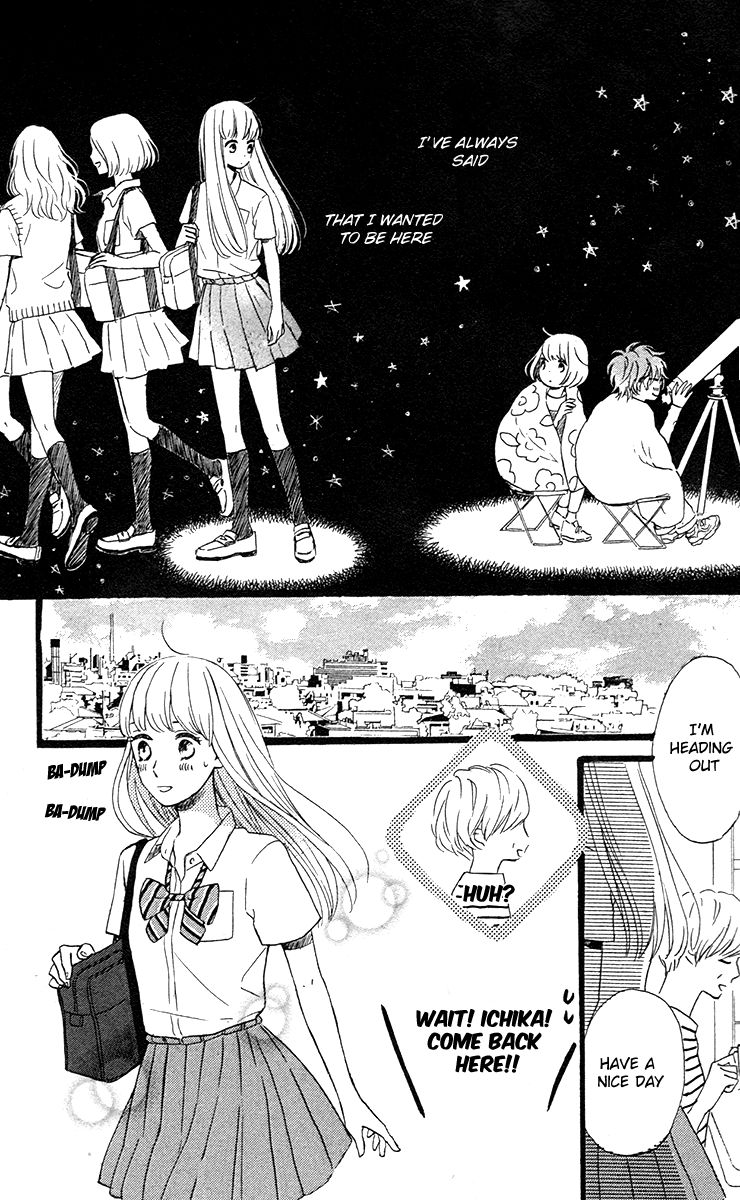 I'VE ALWAYS
SAID
THAT I WANTED
TO BE HERE
I'M
HEADING
OUT
HAVE A
NICE DAY
-HUH?
WAIT! ICHIKA!
COME BACK
HERE!!
BA-DUMP
BA-DUMP